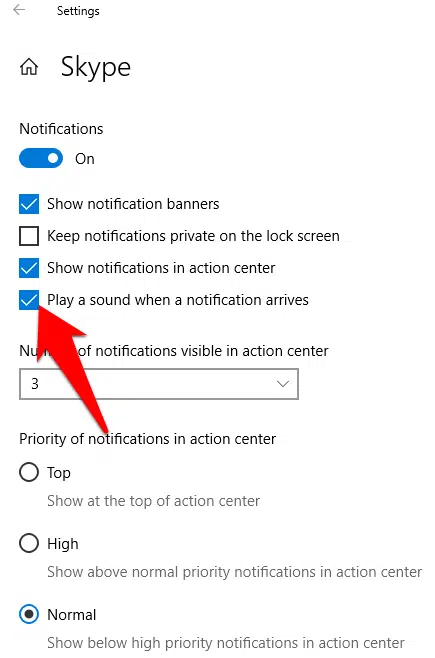 Settings
Skype
Notifications
On
Show notification banners
Keep notifications private on the lock screen
Show notifications in action center
Play a sound when a notification arrives
of notifications visible in action center
3
Priority of notifications in action center
Top
Show at the top of action center
High
Show above normal priority notifications in action center
Normal
Show below high priority notifications in action center